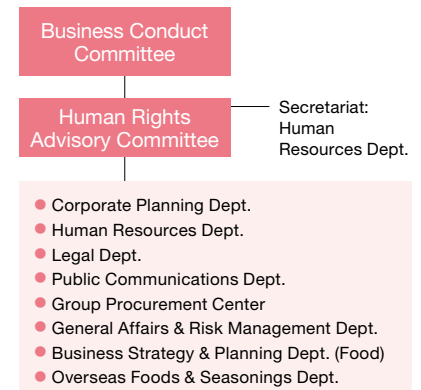 Business Conduct
Committee
Human Rights
Advisory Committee
Secretariat:
Human
Resources Dept.
Corporate Planning Dept.
Human Resources Dept.
Legal Dept.
Public Communications Dept.
Group Procurement Center
General Affairs & Risk Management Dept.
Business Strategy & Planning Dept. (Food)
Overseas Foods & Seasonings Dept.